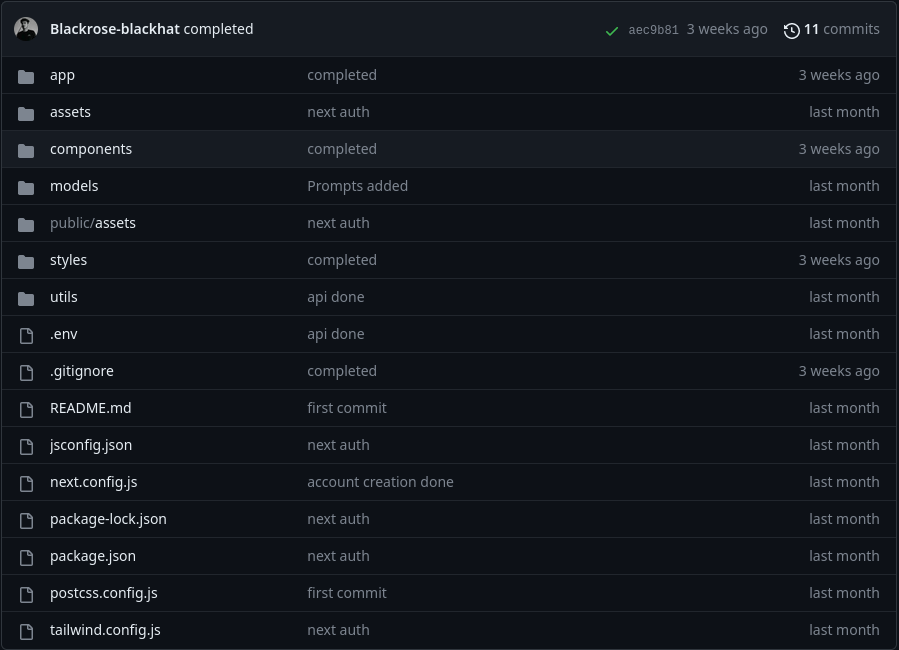 Blackrose-blackhat completed aec9b81 3 weeks ago 11 commits
app completed 3 weeks ago
assets next auth last month
components completed 3 weeks ago
models Prompts added last month
public/assets next auth last month
styles completed 3 weeks ago
utils api done last month
.env api done last month
.gitignore completed 3 weeks ago
README.md first commit last month
jsconfig.json next auth last month
next.config.js account creation done last month
package-lock.json next auth last month
package.json next auth last month
postcss.config.js first commit last month
tailwind.config.js next auth last month